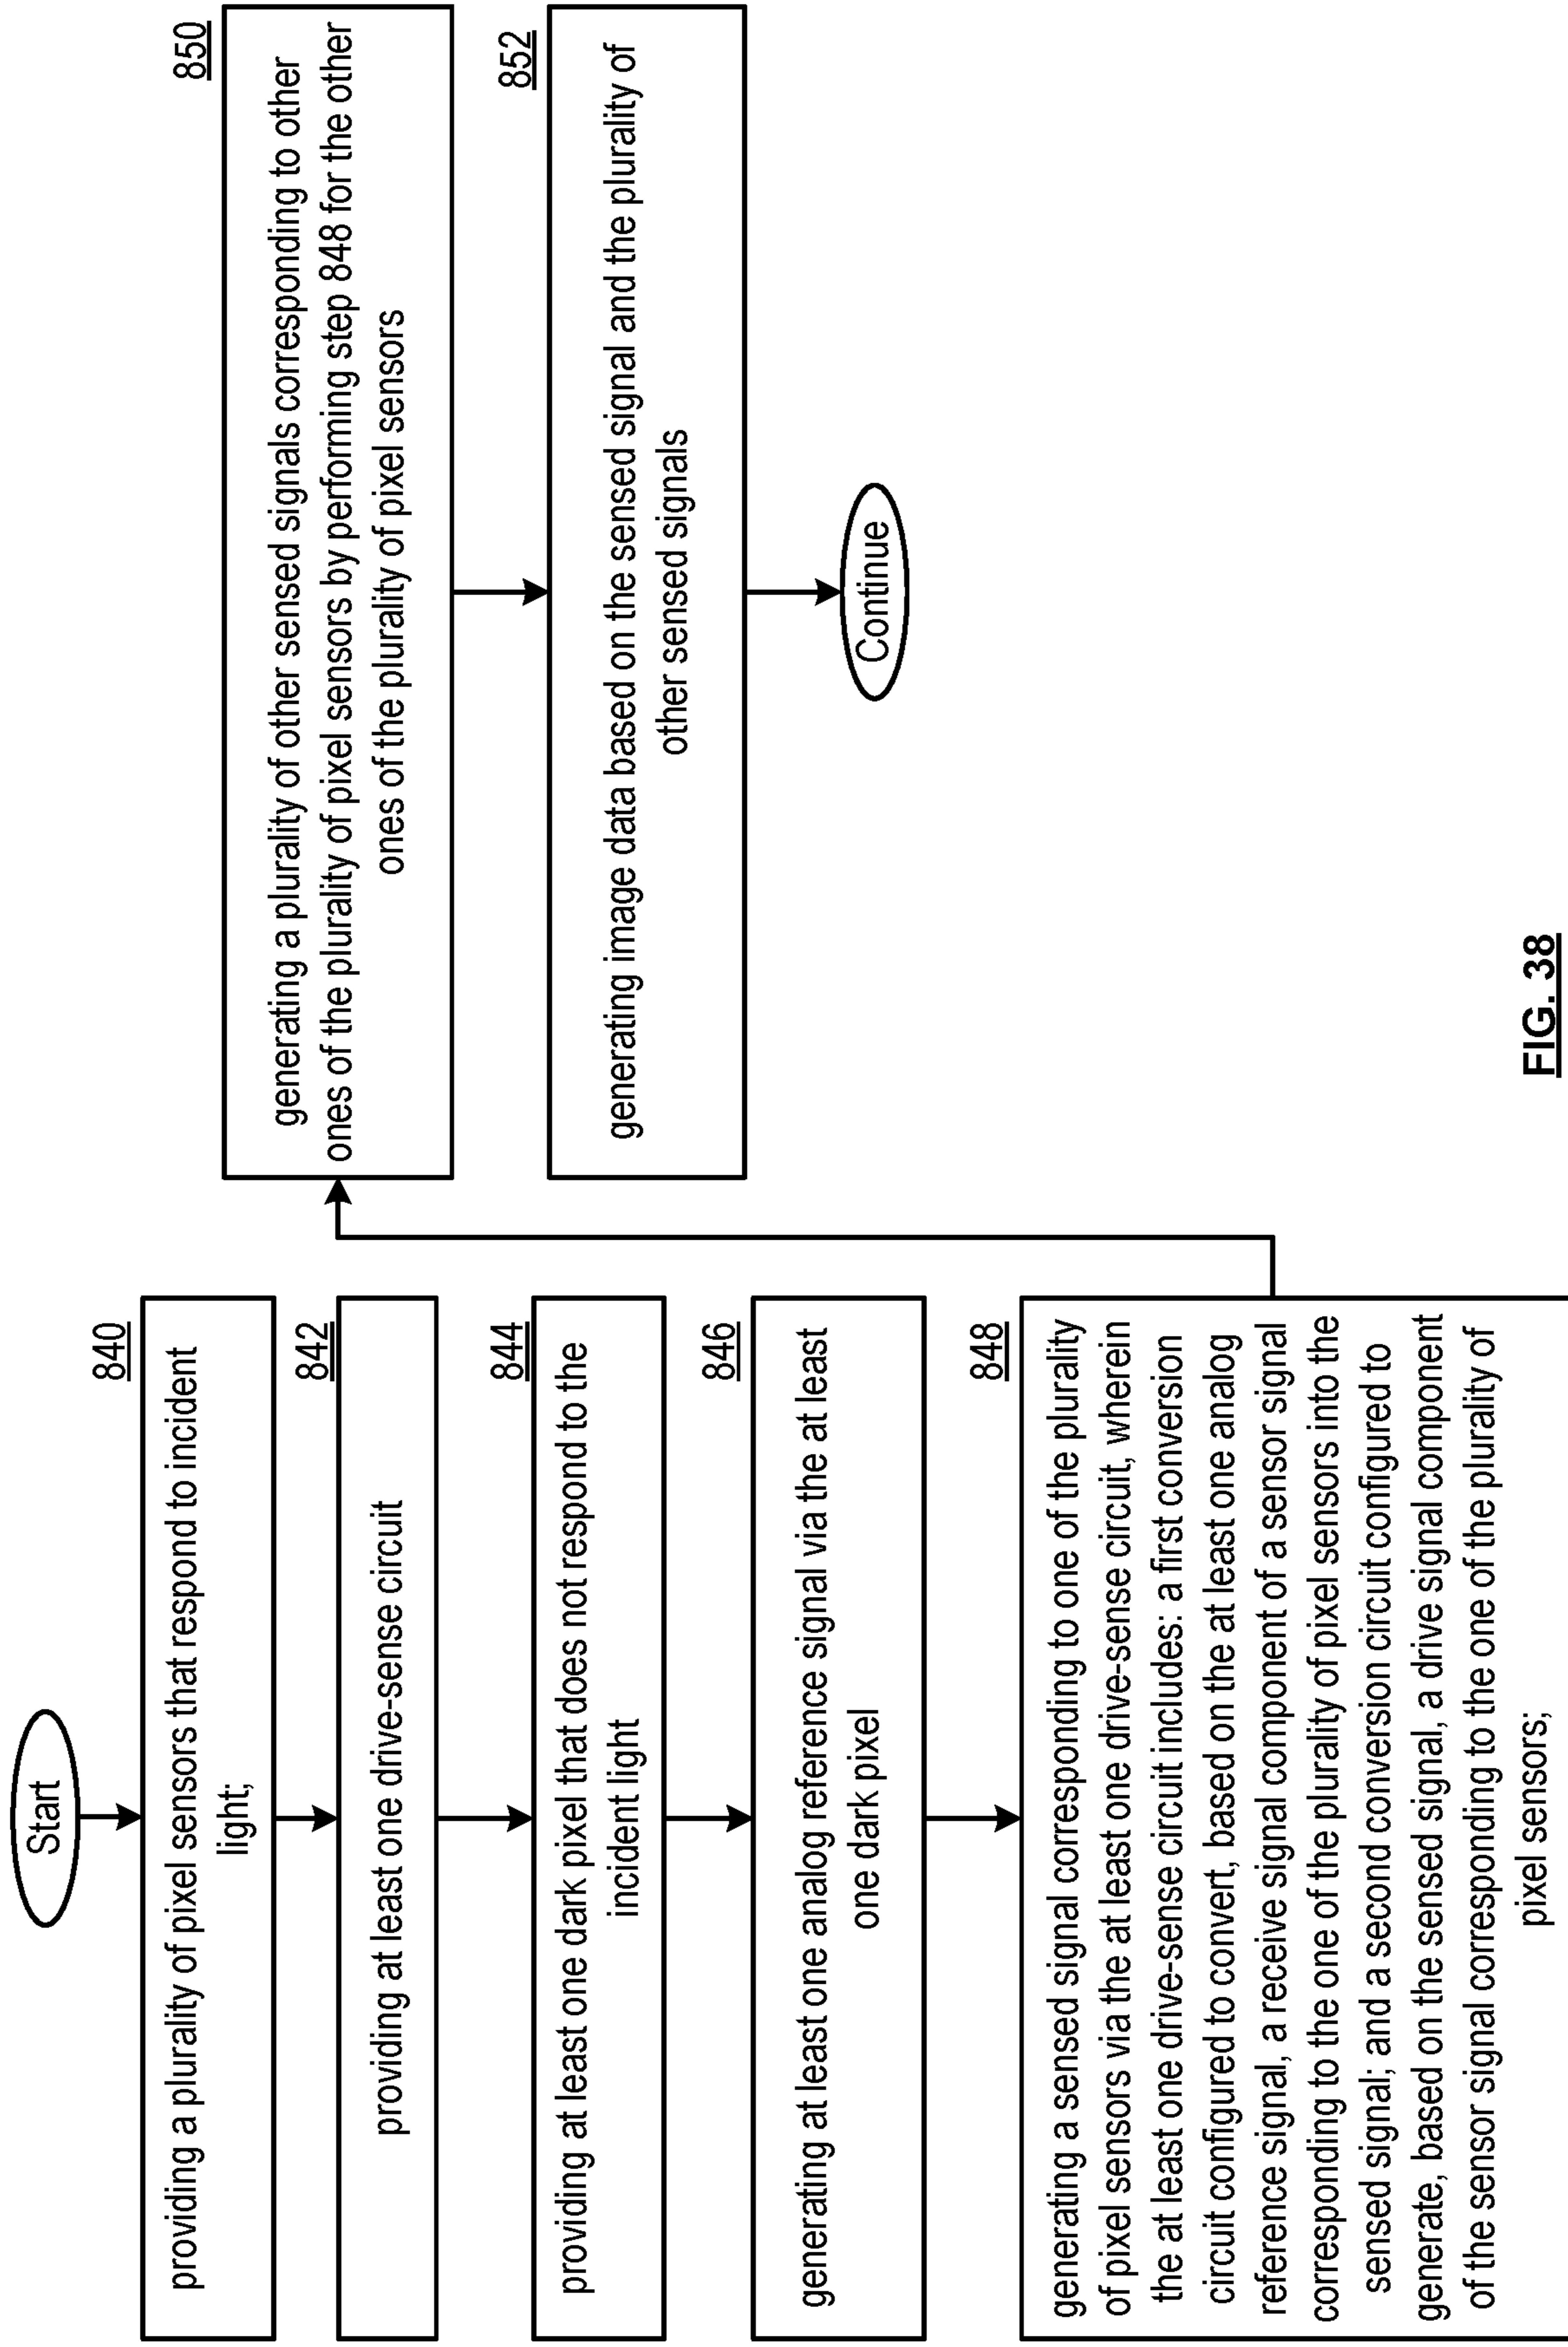 Start
840
providing a plurality of pixel sensors that respond to incident
light;
842
providing at least one drive-sense circuit
844
providing at least one dark pixel that does not respond to the
incident light
846
generating at least one analog reference signal via the at least
one dark pixel
848
generating a sensed signal corresponding to one of the plurality
of pixel sensors via the at least one drive-sense circuit, wherein
the at least one drive-sense circuit includes: a first conversion
circuit configured to convert, based on the at least one analog
reference signal, a receive signal component of a sensor signal
corresponding to the one of the plurality of pixel sensors into the
sensed signal; and a second conversion circuit configured to
generate, based on the sensed signal, a drive signal component
of the sensor signal corresponding to the one of the plurality of
pixel sensors;
850
generating a plurality of other sensed signals corresponding to other
ones of the plurality of pixel sensors by performing step 848 for the other
ones of the plurality of pixel sensors
852
generating image data based on the sensed signal and the plurality of
other sensed signals
Continue
FIG. 38